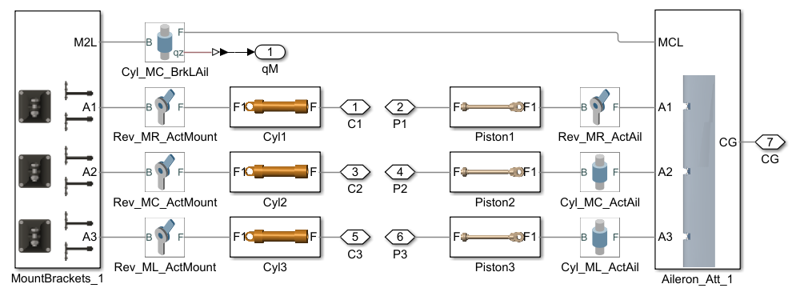 M2L B F MCL
qz 1
Cyl_MC_BrkLAil qM
A1 B F F1 F 1 2 F F1 B F A1
Rev_MR_ActMount Cyl1 C1 P1 Piston1 Rev_MR_ActAil
CG 7
CG
A2 B F F1 F 3 4 F F1 B F A2
Rev_MC_ActMount Cyl2 C2 P2 Piston2 Cyl_MC_ActAil
A3 B F F1 F 5 6 F F1 B F A3
Rev_ML_ActMount Cyl3 C3 P3 Piston3 Cyl_ML_ActAil
MountBrackets_1 Aileron_Att_1